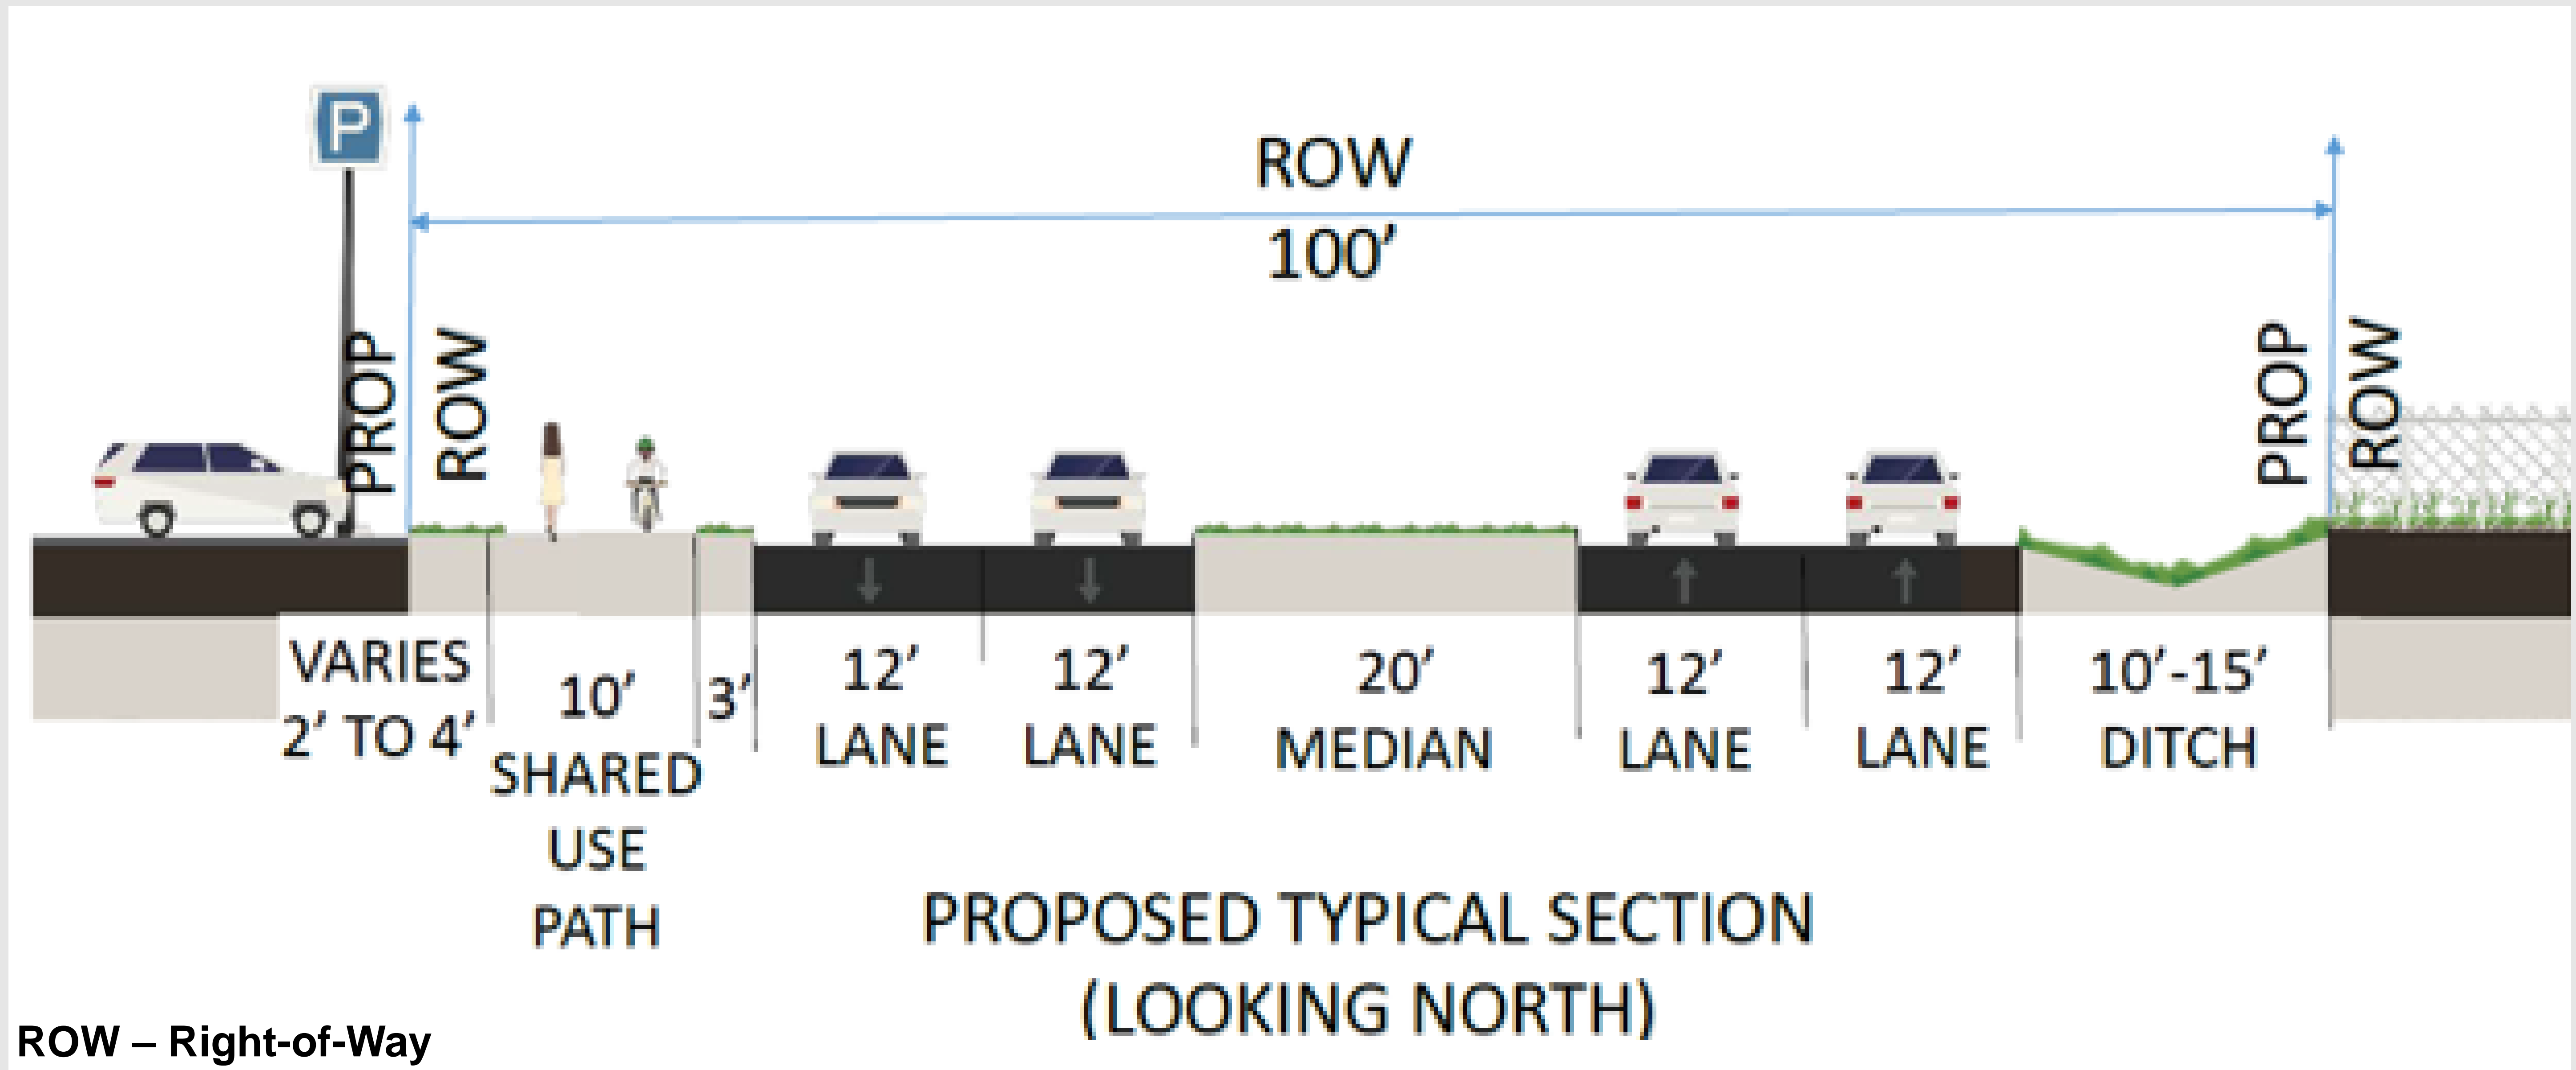 P
ROW
100′
PROP
ROW
PROP
ROW
VARIES
2′ TO 4′
10′
SHARED
USE
PATH
3′
12′
LANE
12′
LANE
20′
MEDIAN
12′
LANE
12′
LANE
10′-15′
DITCH
PROPOSED TYPICAL SECTION
(LOOKING NORTH)
ROW – Right-of-Way